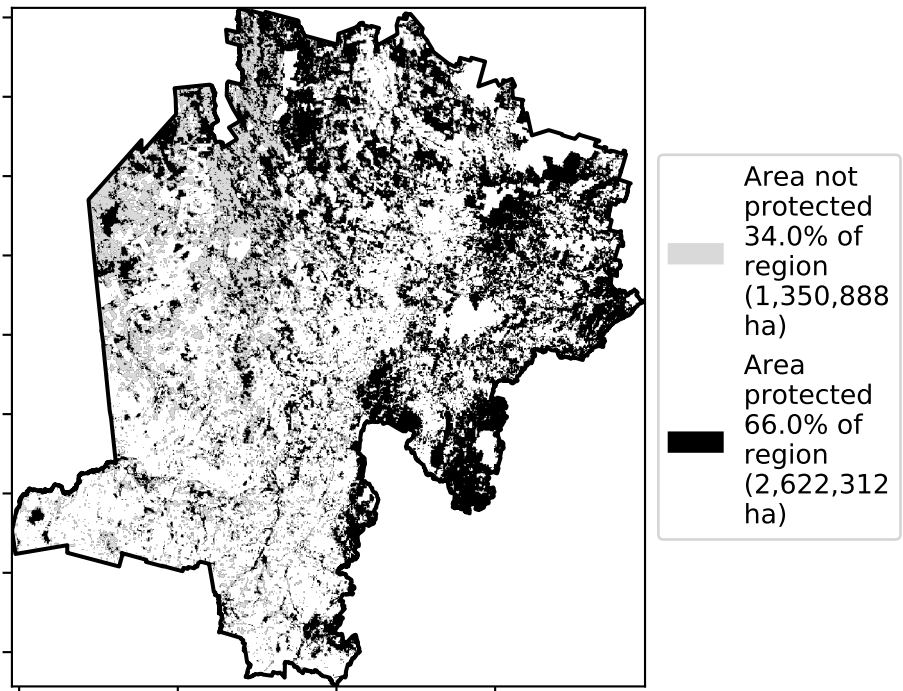 Area not
protected
34.0% of
region
(1,350,888
ha)
Area
protected
66.0% of
region
(2,622,312
ha)